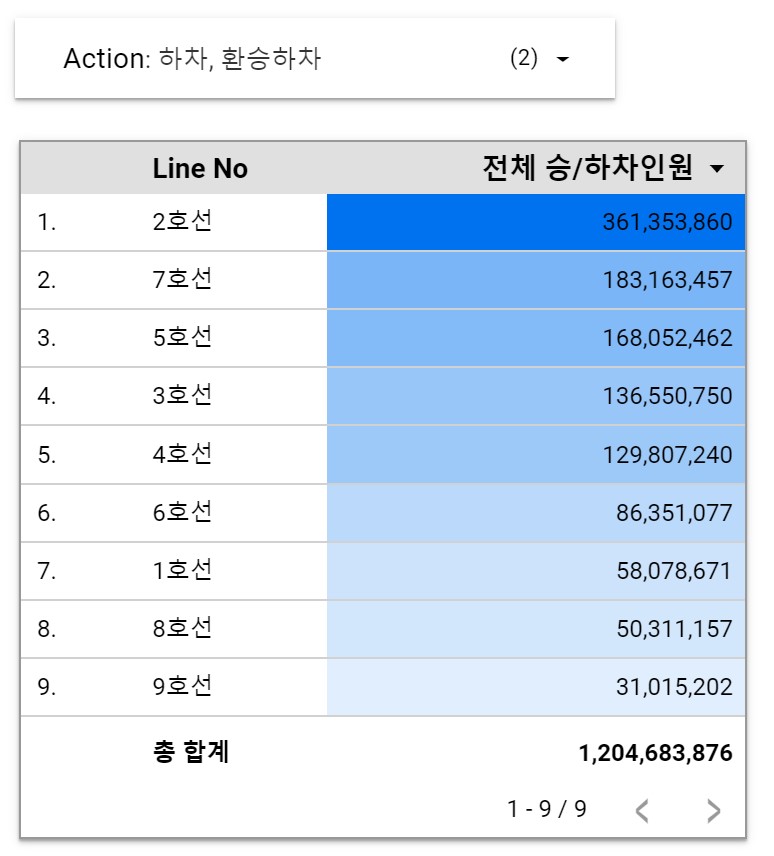 Action: 하차, 환승하차 (2)
Line No 전체 승/하차인원
1. 2호선 361,353,860
2. 7호선 183,163,457
3. 5호선 168,052,462
4. 3호선 136,550,750
5. 4호선 129,807,240
6. 6호선 86,351,077
7. 1호선 58,078,671
8. 8호선 50,311,157
9. 9호선 31,015,202
총 합계 1,204,683,876
1 - 9 / 9 < >